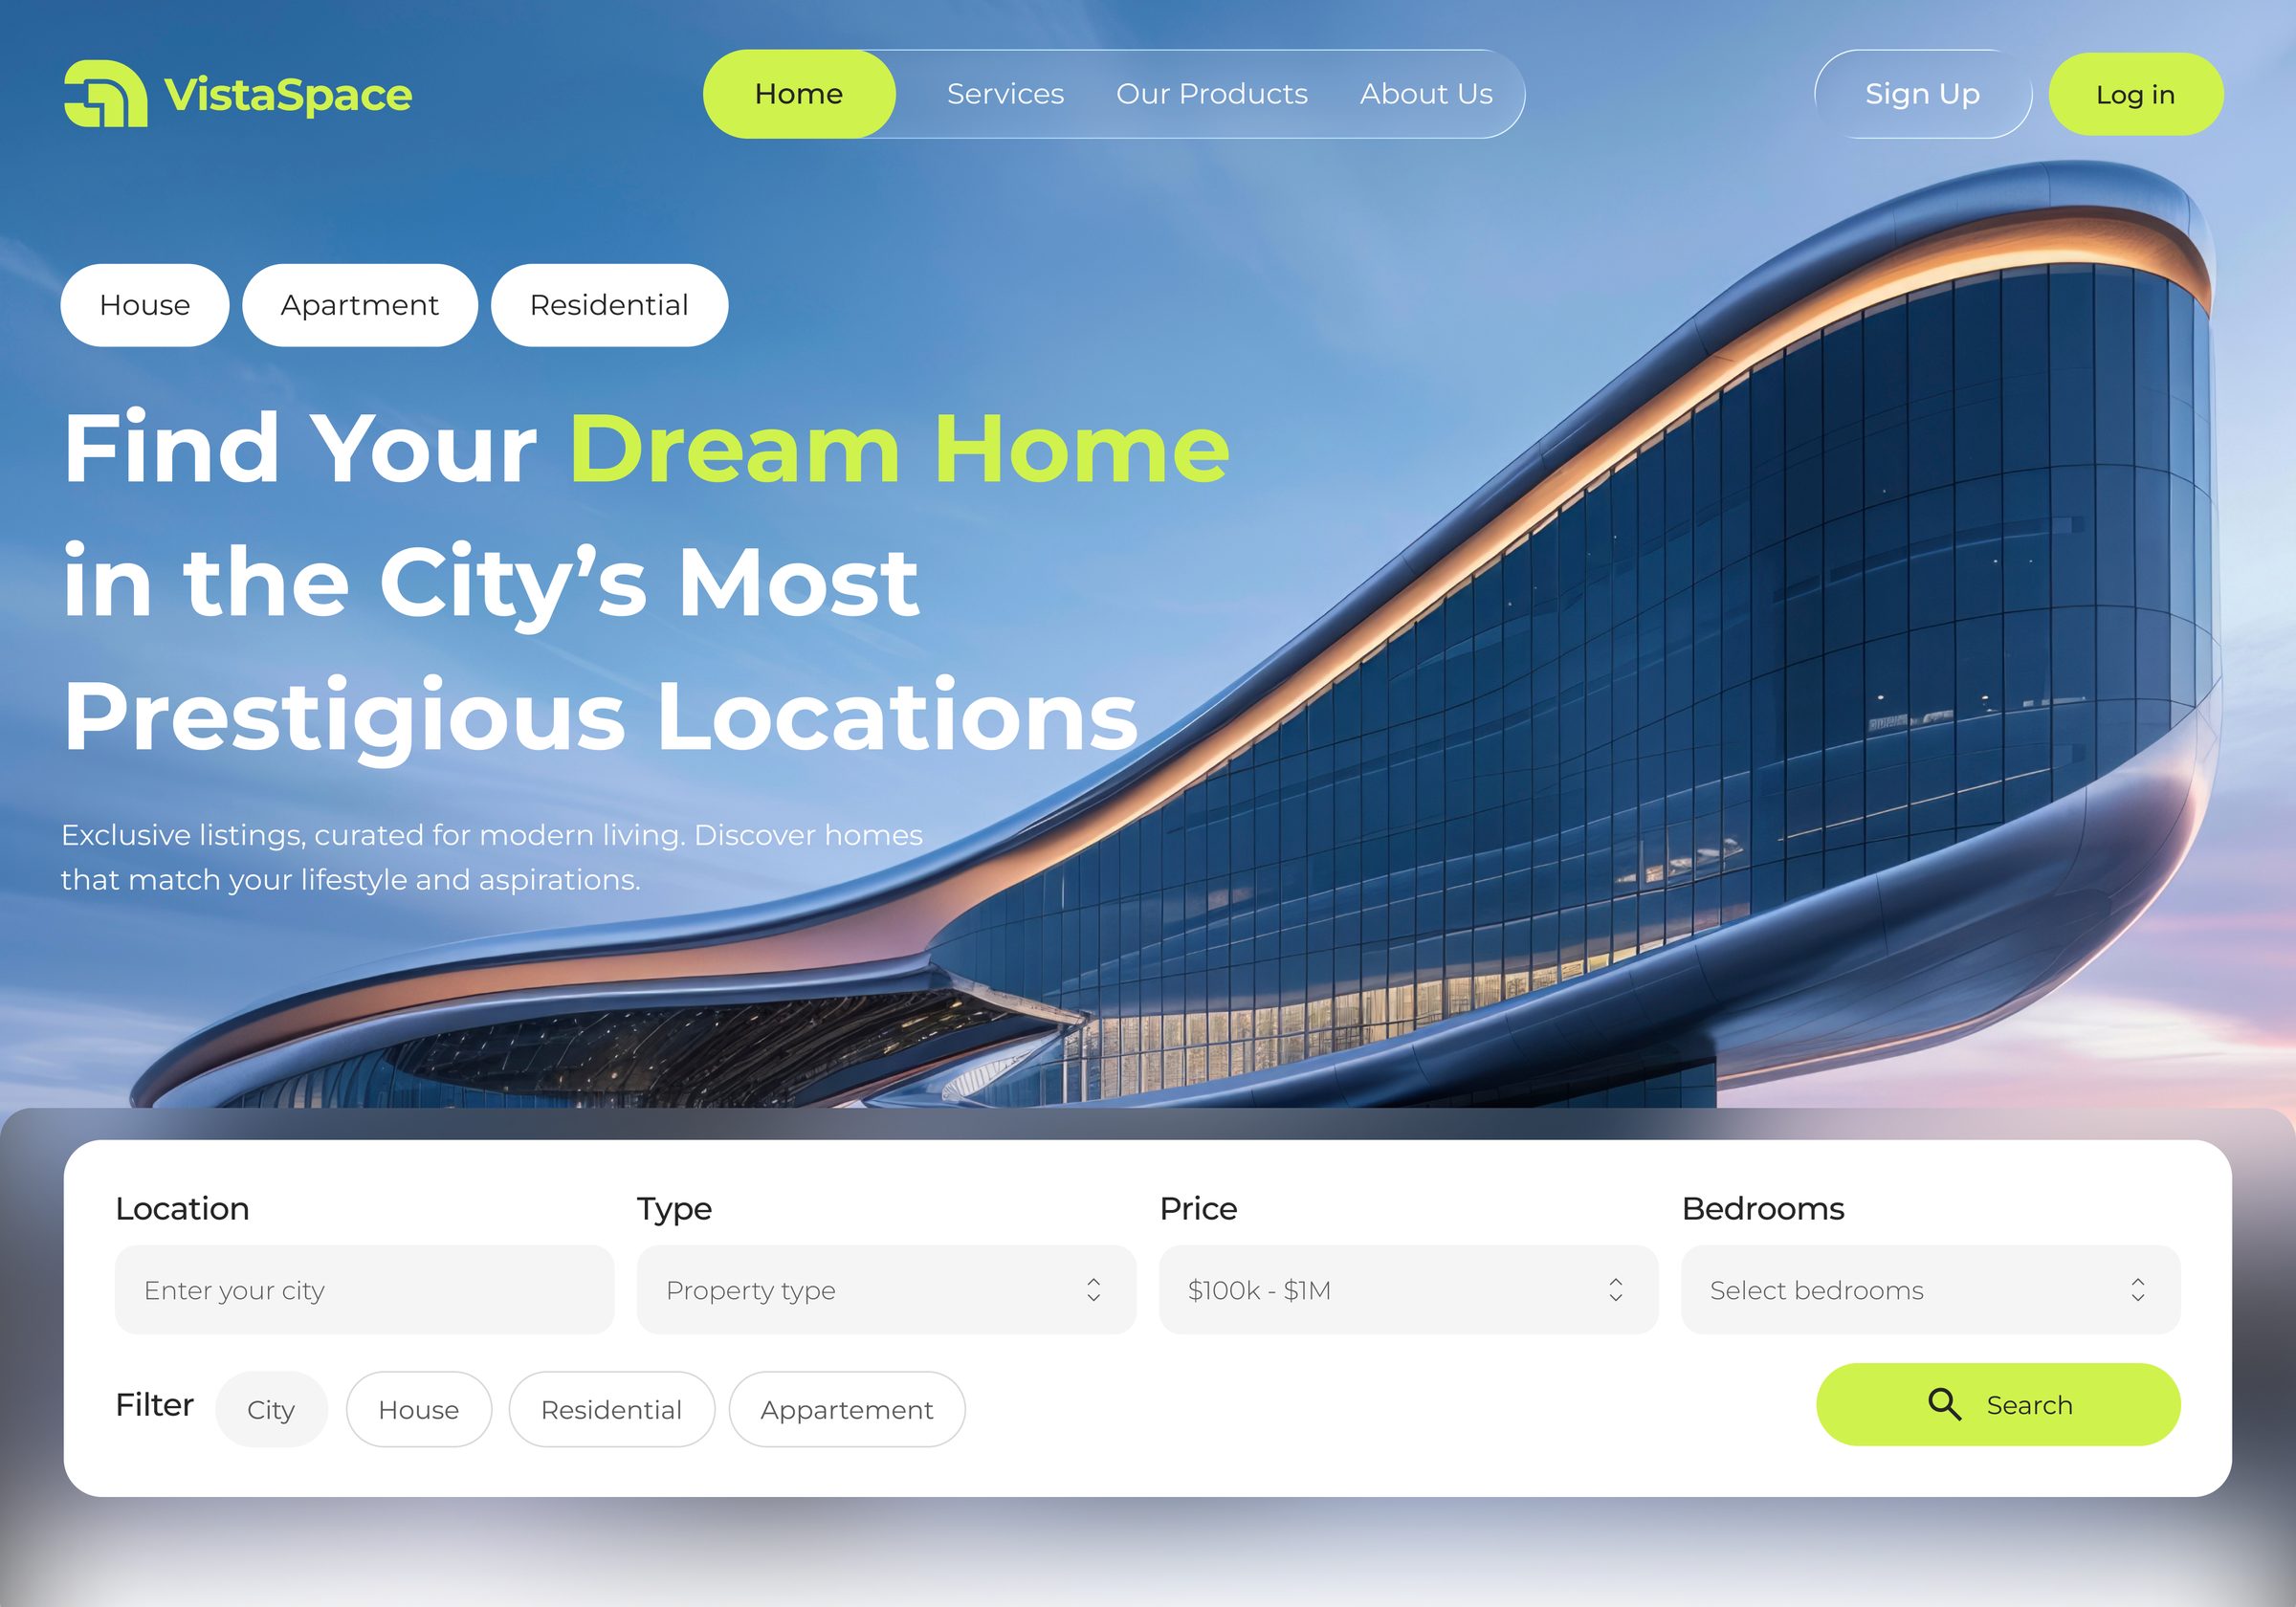 VistaSpace
Home Services Our Products About Us
Sign Up
Log in
House Apartment Residential
Find Your Dream Home
in the City’s Most
Prestigious Locations
Exclusive listings, curated for modern living. Discover homes
that match your lifestyle and aspirations.
Location Type Price Bedrooms
Enter your city Property type $100k - $1M Select bedrooms
Filter City House Residential Appartement
Search